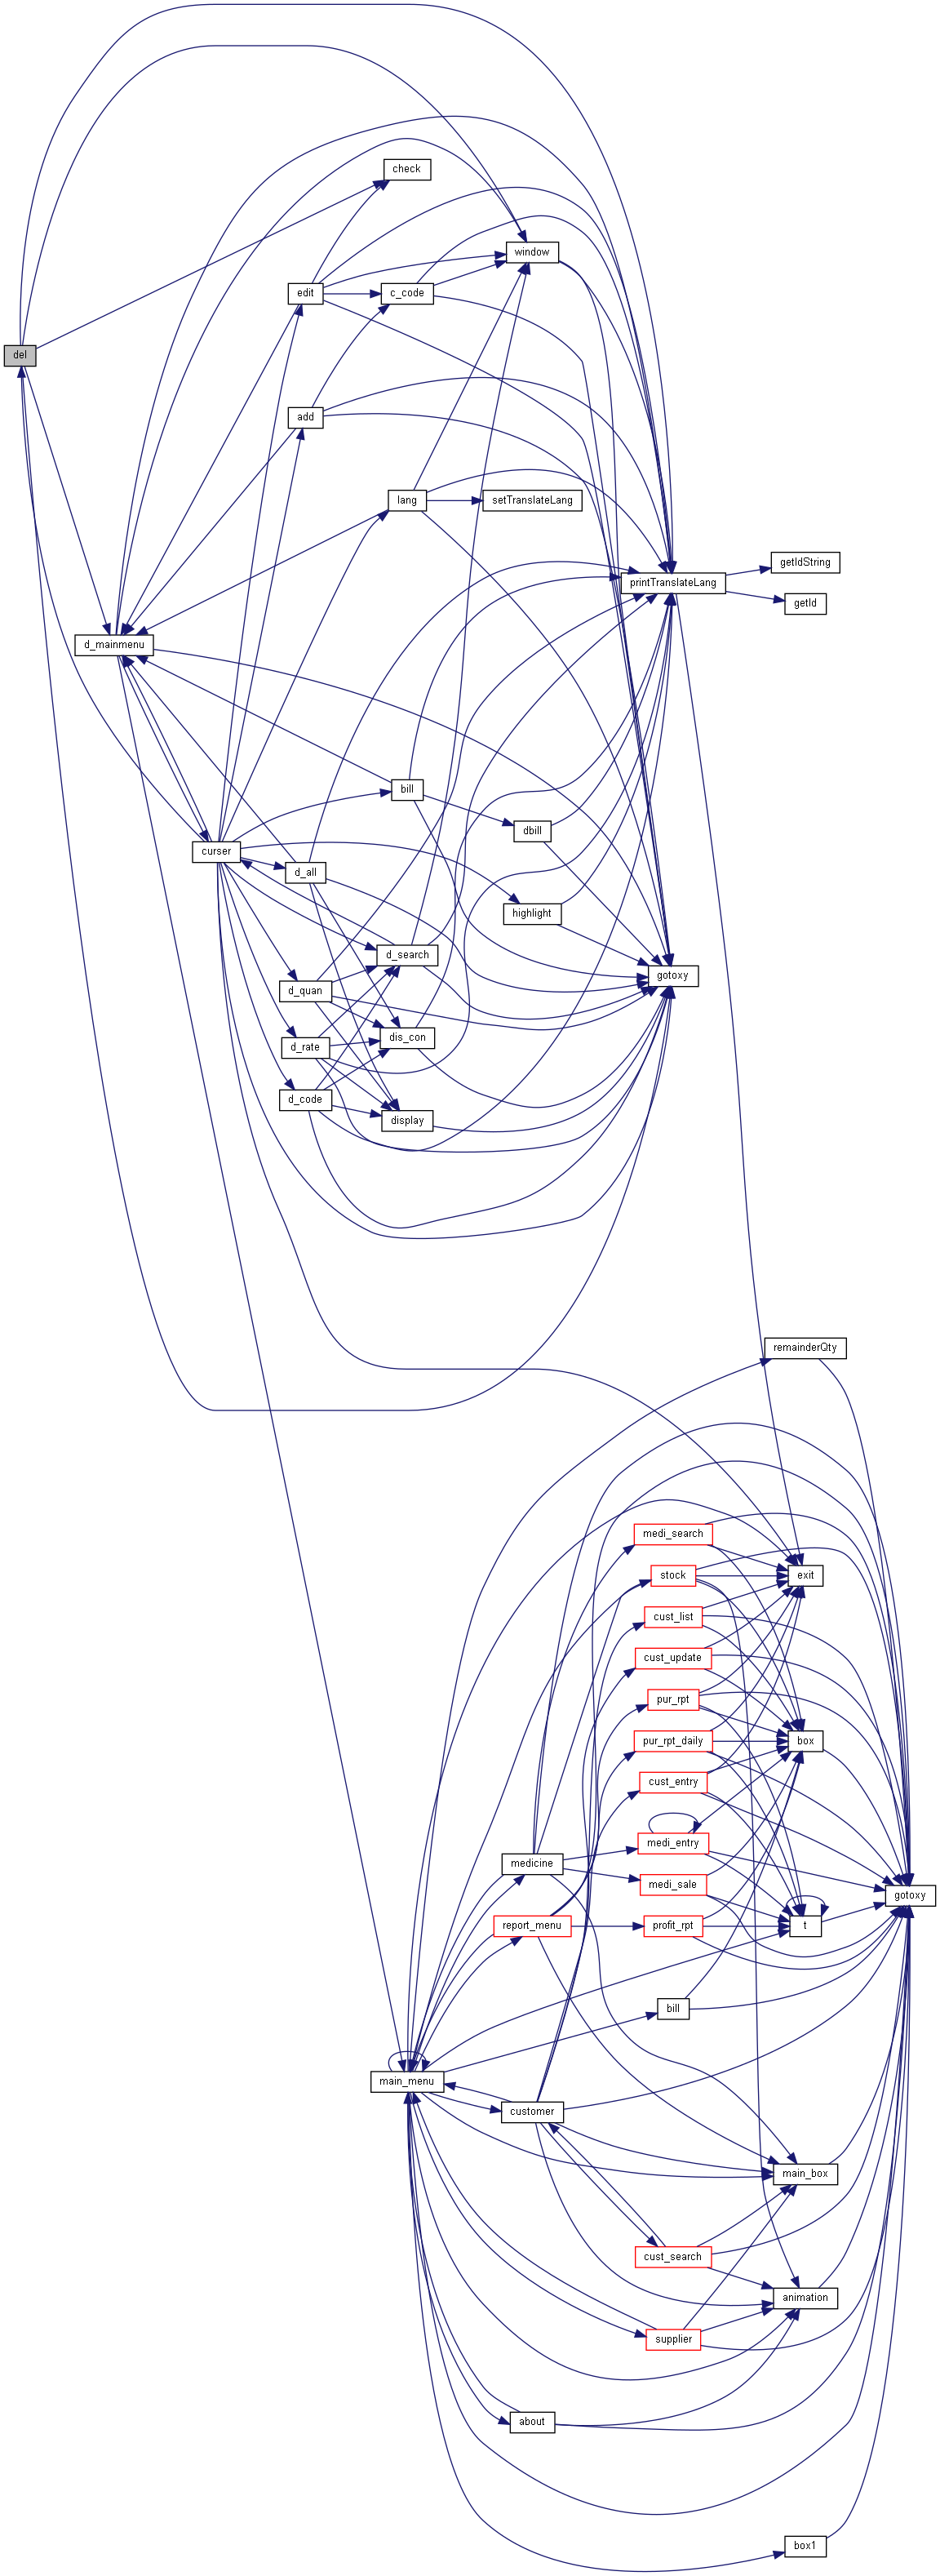 check
window
edit
c_code
del
add
lang
setTranslateLang
getIdString
printTranslateLang
getId
d_mainmenu
bill
dbill
curser
d_all
highlight
d_search
gotoxy
d_quan
dis_con
d_rate
d_code
display
remainderQty
medi_search
stock
exit
cust_list
cust_update
pur_rpt
pur_rpt_daily
box
cust_entry
medi_entry
medicine
medi_sale
gotoxy
report_menu
profit_rpt
t
bill
main_menu
customer
main_box
cust_search
animation
supplier
about
box1